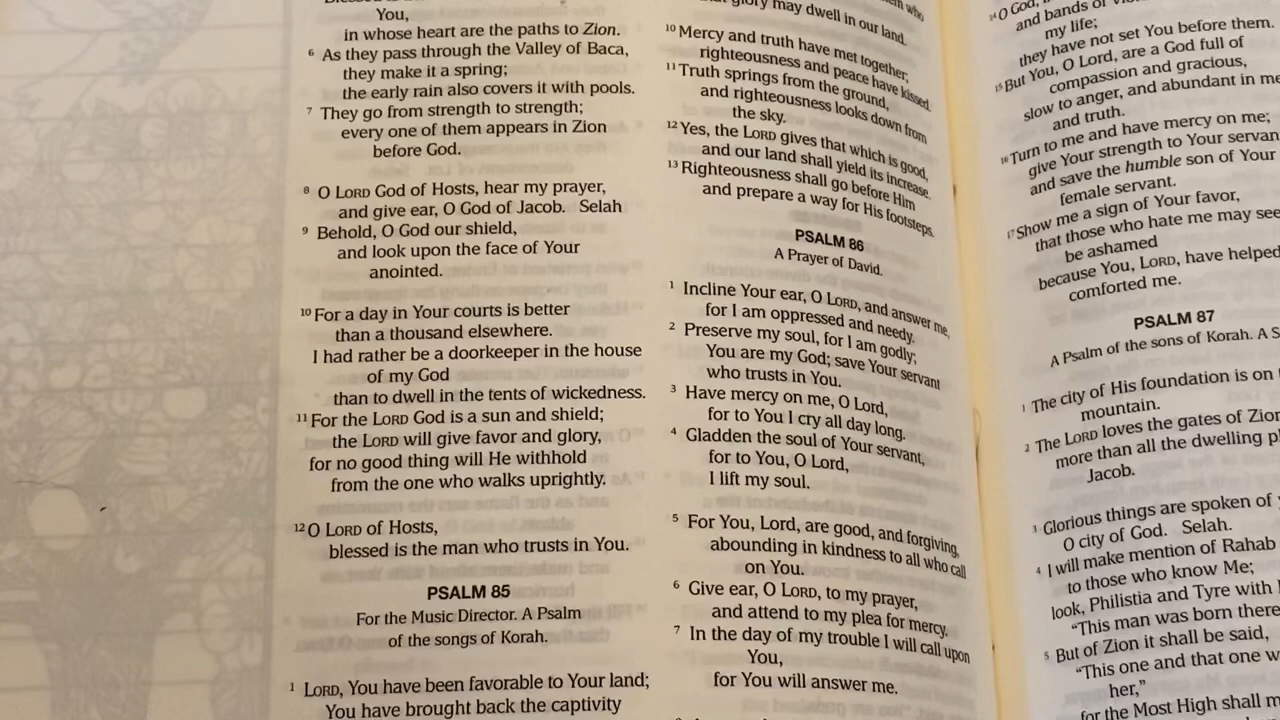 You,
in whose heart are the paths to Zion.
6 As they pass through the Valley of Baca,
they make it a spring;
the early rain also covers it with pools.
7 They go from strength to strength;
every one of them appears in Zion
before God.
8 O LORD God of Hosts, hear my prayer,
and give ear, O God of Jacob. Selah
9 Behold, O God our shield,
and look upon the face of Your
anointed.
10 For a day in Your courts is better
than a thousand elsewhere.
I had rather be a doorkeeper in the house
of my God
than to dwell in the tents of wickedness.
11 For the LORD God is a sun and shield;
the LORD will give favor and glory,
for no good thing will He withhold
from the one who walks uprightly.
12 O LORD of Hosts,
blessed is the man who trusts in You.
PSALM 85
For the Music Director. A Psalm
of the songs of Korah.
1 LORD, You have been favorable to Your land;
You have brought back the captivity
glory may dwell in our land.
10 Mercy and truth have met together;
righteousness and peace have kissed.
11 Truth springs from the ground,
and righteousness looks down from
the sky.
12 Yes, the LORD gives that which is good,
and our land shall yield its increase.
13 Righteousness shall go before Him
and prepare a way for His footsteps.
PSALM 86
A Prayer of David.
1 Incline Your ear, O LORD, and answer me,
for I am oppressed and needy.
2 Preserve my soul, for I am godly;
You are my God; save Your servant
who trusts in You.
3 Have mercy on me, O Lord,
for to You I cry all day long.
4 Gladden the soul of Your servant,
for to You, O Lord,
I lift my soul.
5 For You, Lord, are good, and forgiving,
abounding in kindness to all who call
on You.
6 Give ear, O LORD, to my prayer,
and attend to my plea for mercy.
7 In the day of my trouble I will call upon
You,
for You will answer me.
14 O God,
and bands of
my life;
they have not set You before them.
15 But You, O Lord, are a God full of
compassion and gracious,
slow to anger, and abundant in
and truth.
16 Turn to me and have mercy on me;
give Your strength to Your
and save the humble son of Your
female servant.
17 Show me a sign of Your favor,
that those who hate me may see
be ashamed
because You, LORD, have helped
comforted me.
PSALM 87
A Psalm of the sons of Korah. A
1 The city of His foundation is on
mountain.
2 The LORD loves the gates of Zion
more than all the dwelling
Jacob.
3 Glorious things are spoken of
O city of God. Selah.
4 I will make mention of Rahab
to those who know Me;
look, Philistia and Tyre with
"This man was born there
5 But of Zion it shall be said,
"This one and that one
her,"
for the Most High shall